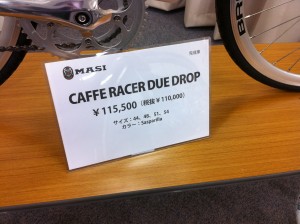 MASI
CAFFE RACER DUE DROP
￥115,500（税抜￥110,000）
サイズ：44、48、51、54
カラー：Sasparilla